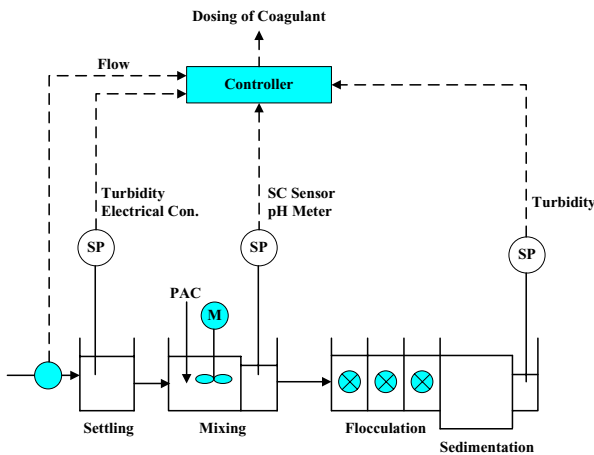 Dosing of Coagulant
Flow
Controller
Turbidity
Electrical Con.
SC Sensor
pH Meter
Turbidity
SP
SP
SP
PAC
M
Settling
Mixing
Flocculation
Sedimentation